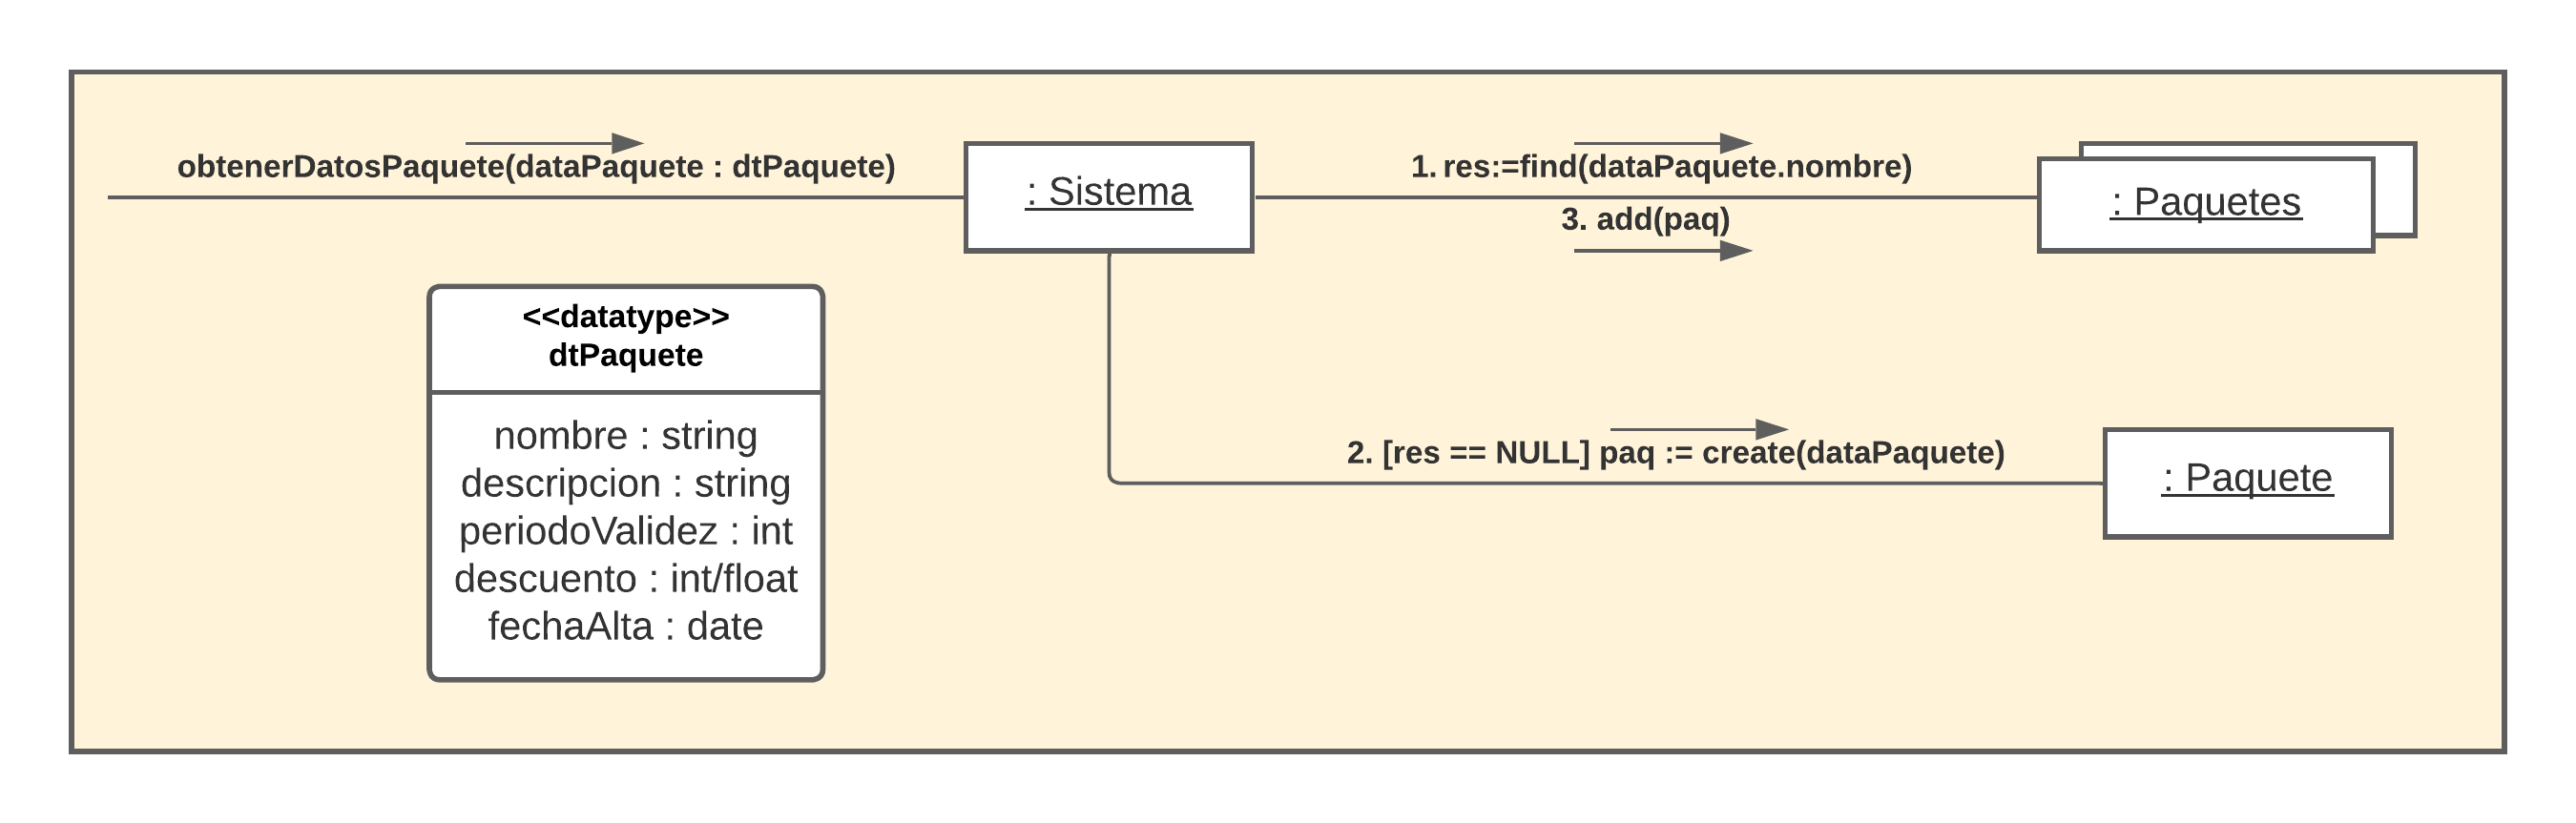 obtenerDatosPaquete(dataPaquete : dtPaquete)
: Sistema
1. res:=find(dataPaquete.nombre)
3. add(paq)
: Paquetes
<<datatype>>
dtPaquete
nombre : string
descripcion : string
periodoValidez : int
descuento : int/float
fechaAlta : date
2. [res == NULL] paq := create(dataPaquete)
: Paquete